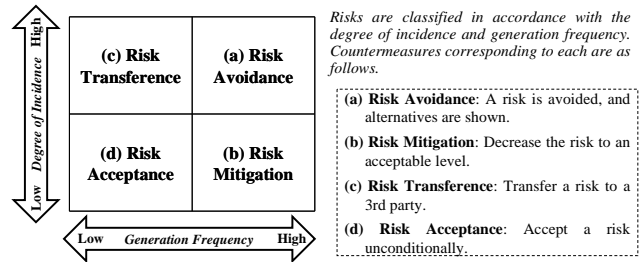 High
Degree of Incidence
Low
(c) Risk
Transference
(a) Risk
Avoidance
(d) Risk
Acceptance
(b) Risk
Mitigation
Low Generation Frequency High
Risks are classified in accordance with the
degree of incidence and generation frequency.
Countermeasures corresponding to each are as
follows.
(a) Risk Avoidance: A risk is avoided, and
alternatives are shown.
(b) Risk Mitigation: Decrease the risk to an
acceptable level.
(c) Risk Transference: Transfer a risk to a
3rd party.
(d) Risk Acceptance: Accept a risk
unconditionally.